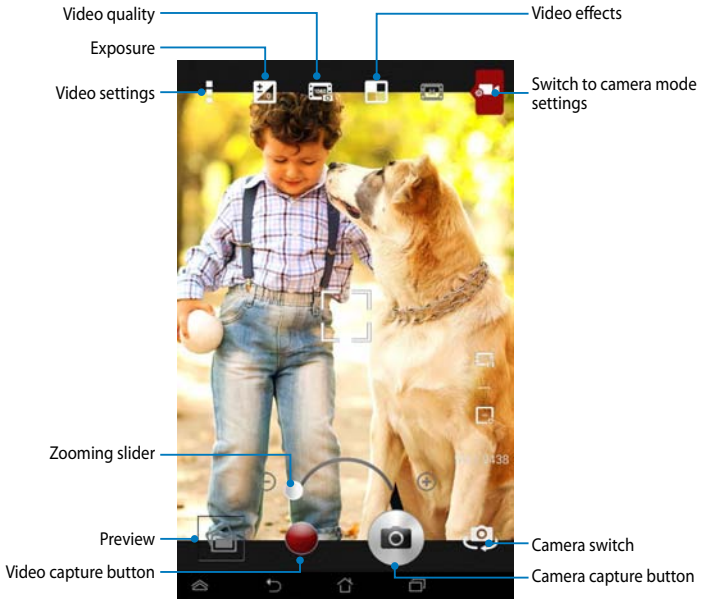 Video quality
Video effects
Exposure
Video settings
Switch to camera mode
settings
Zooming slider
Preview
Camera switch
Video capture button
Camera capture button